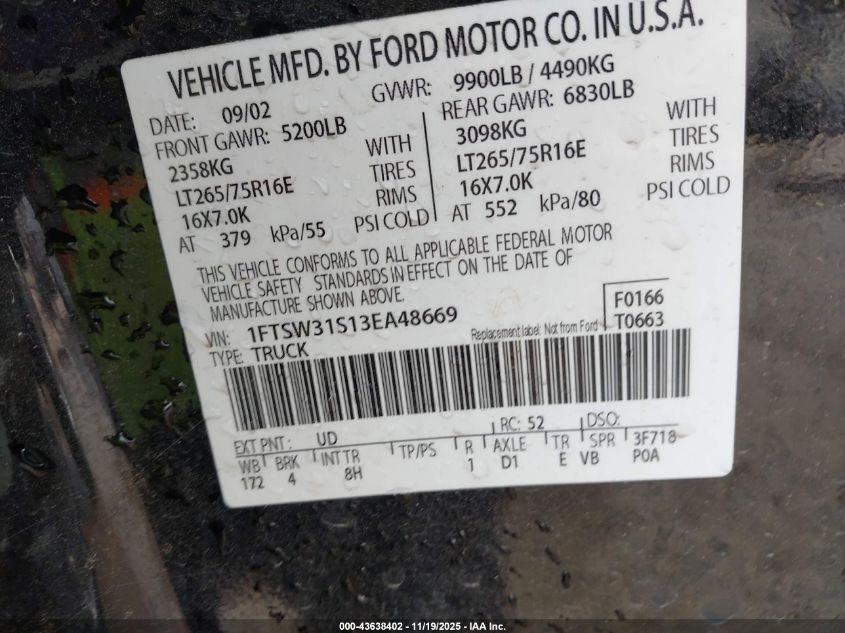 VEHICLE MFD. BY FORD MOTOR CO. IN U.S.A.
DATE: 09/02 GVWR: 9900LB / 4490KG
FRONT GAWR: 5200LB REAR GAWR: 6830LB
2358KG WITH 3098KG WITH
LT265/75R16E TIRES LT265/75R16E TIRES
16X7.0K RIMS 16X7.0K RIMS
AT 379 kPa/55 PSI COLD AT 552 kPa/80 PSI COLD
THIS VEHICLE CONFORMS TO ALL APPLICABLE FEDERAL MOTOR
VEHICLE SAFETY STANDARDS IN EFFECT ON THE DATE OF
MANUFACTURE SHOWN ABOVE.
VIN: 1FTSW31S13EA48669 F0166
Replacement label: Not from Ford T0663
TYPE: TRUCK
EXT PNT: UD RC: 52 DSO:
WB BRK INT TR TP/PS R AXLE TR SPR 3F718
172 4 8H 1 D1 E VB P0A
000-43638402 - 11/19/2025 - IAA Inc.